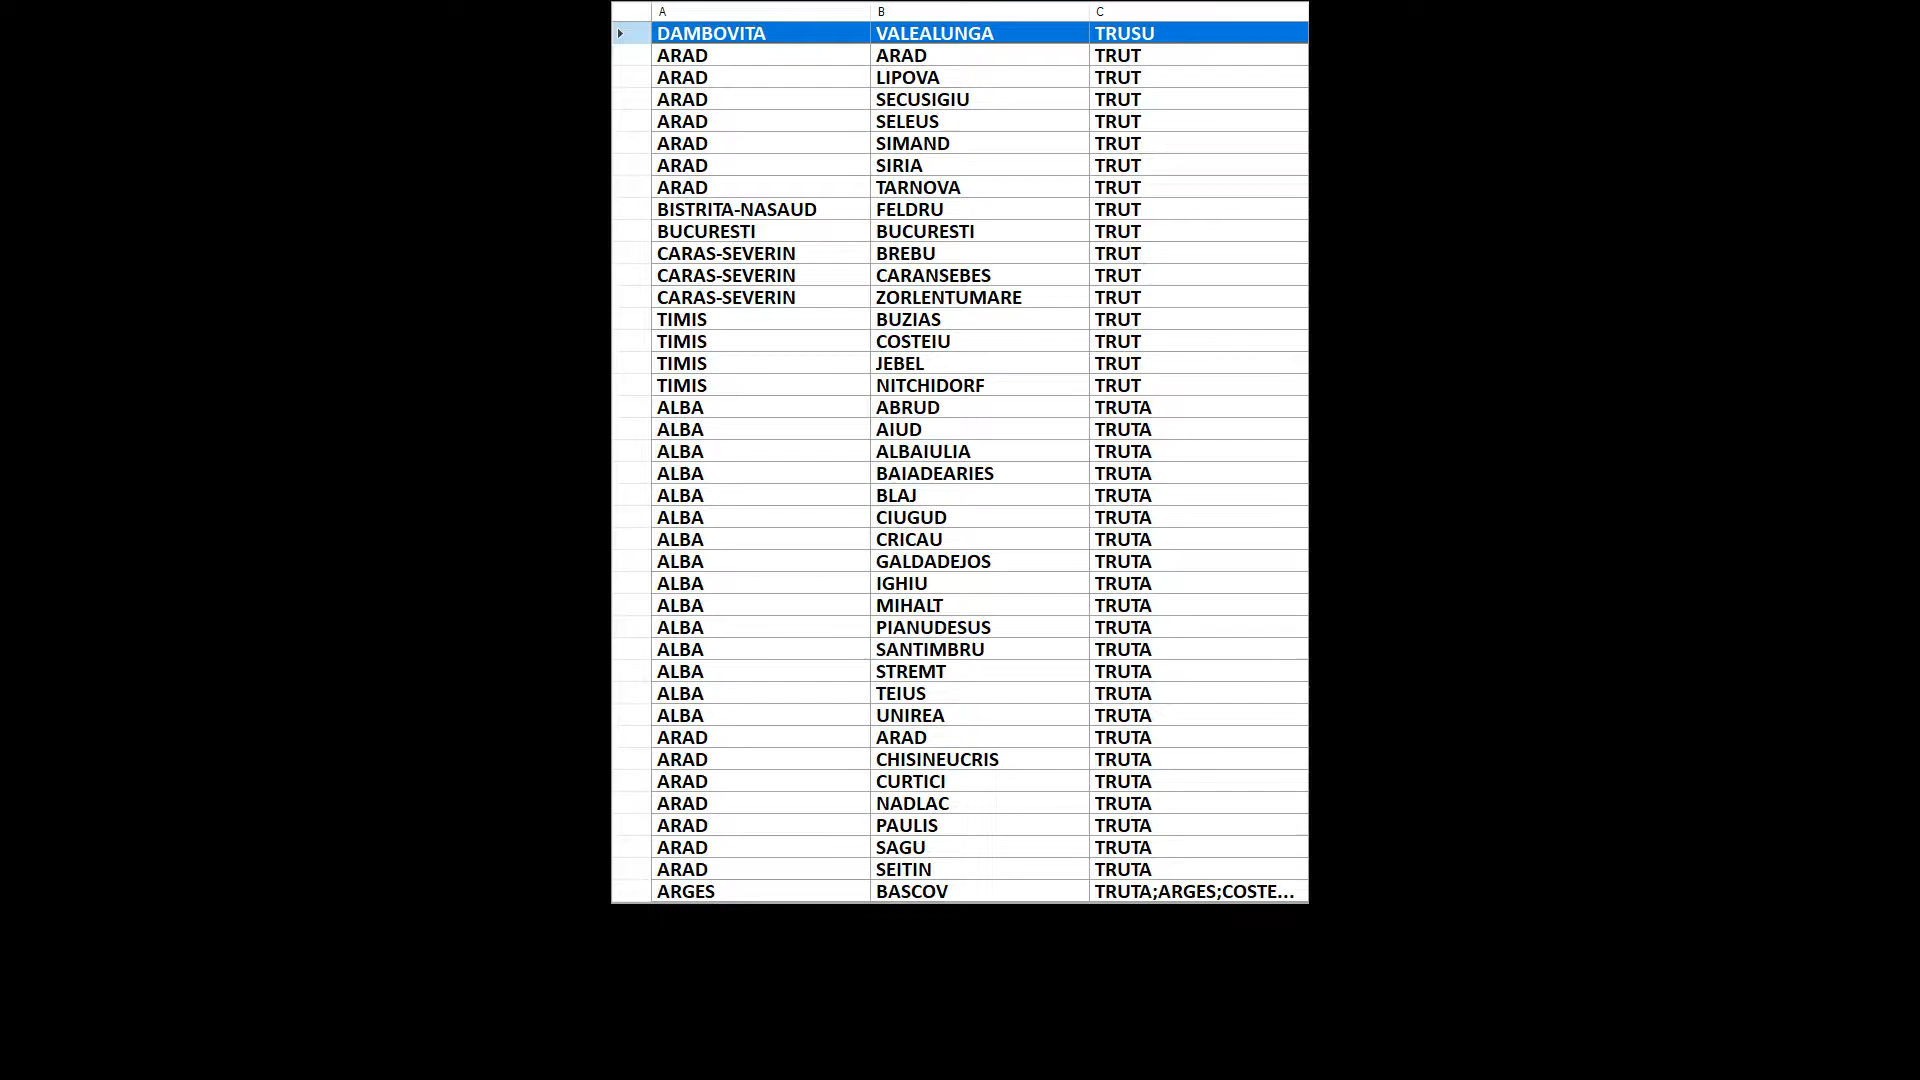 A B C
DAMBOVITA VALEALUNGA TRUSU
ARAD ARAD TRUT
ARAD LIPOVA TRUT
ARAD SECUSIGIU TRUT
ARAD SELEUS TRUT
ARAD SIMAND TRUT
ARAD SIRIA TRUT
ARAD TARNOVA TRUT
BISTRITA-NASAUD FELDRU TRUT
BUCURESTI BUCURESTI TRUT
CARAS-SEVERIN BREBU TRUT
CARAS-SEVERIN CARANSEBES TRUT
CARAS-SEVERIN ZORLENTUMARE TRUT
TIMIS BUZIAS TRUT
TIMIS COSTEIU TRUT
TIMIS JEBEL TRUT
TIMIS NITCHIDORF TRUT
ALBA ABRUD TRUTA
ALBA AIUD TRUTA
ALBA ALBAIULIA TRUTA
ALBA BAIADEARIES TRUTA
ALBA BLAJ TRUTA
ALBA CIUGUD TRUTA
ALBA CRICAU TRUTA
ALBA GALDADEJOS TRUTA
ALBA IGHIU TRUTA
ALBA MIHALT TRUTA
ALBA PIANUDESUS TRUTA
ALBA SANTIMBRU TRUTA
ALBA STREMT TRUTA
ALBA TEIUS TRUTA
ALBA UNIREA TRUTA
ARAD ARAD TRUTA
ARAD CHISINEUCRIS TRUTA
ARAD CURTICI TRUTA
ARAD NADLAC TRUTA
ARAD PAULIS TRUTA
ARAD SAGU TRUTA
ARAD SEITIN TRUTA
ARGES BASCOV TRUTA;ARGES;COSTE...